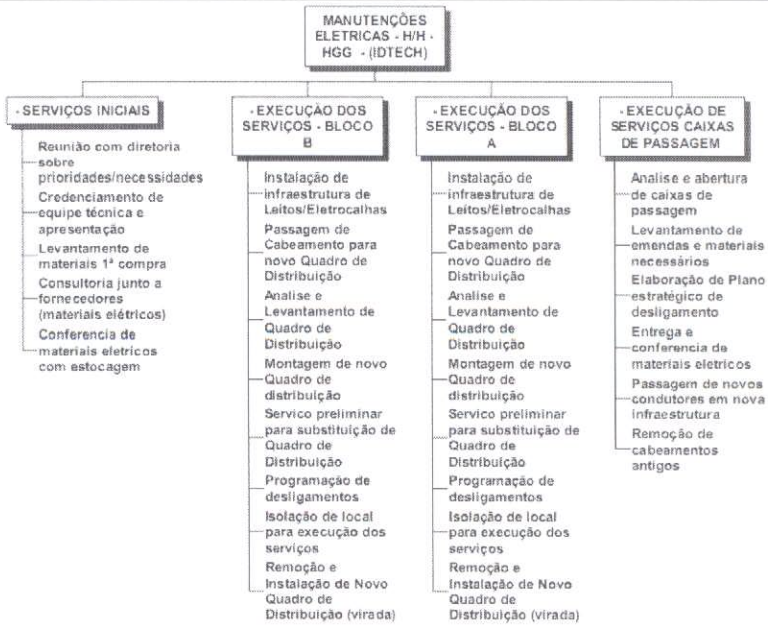 MANUTENÇÕES
ELETRICAS - H/H -
HGG - (IDTECH)
- SERVIÇOS INICIAIS
Reunião com diretoria
sobre
prioridades/necessidades
Credenciamento de
equipe técnica e
apresentação
Levantamento de
materiais 1ª compra
Consultoria junto a
fornecedores
(materiais elétricos)
Conferencia de
materiais eletricos
com estocagem
- EXECUÇÃO DOS
SERVIÇOS - BLOCO
B
Instalação de
infraestrutura de
Leitos/Eletrocalhas
Passagem de
Cabeamento para
novo Quadro de
Distribuição
Analise e
Levantamento de
Quadro de
Distribuição
Montagem de novo
Quadro de
distribuição
Servico preliminar
para substituição de
Quadro de
Distribuição
Programação de
desligamentos
Isolação de local
para execução dos
serviços
Remoção e
Instalação de Novo
Quadro de
Distribuição (virada)
- EXECUÇÃO DOS
SERVIÇOS - BLOCO
A
Instalação de
infraestrutura de
Leitos/Eletrocalhas
Passagem de
Cabeamento para
novo Quadro de
Distribuição
Analise e
Levantamento de
Quadro de
Distribuição
Montagem de novo
Quadro de
distribuição
Servico preliminar
para substituição de
Quadro de
Distribuição
Programação de
desligamentos
Isolação de local
para execução dos
serviços
Remoção e
Instalação de Novo
Quadro de
Distribuição (virada)
- EXECUÇÃO DE
SERVIÇOS CAIXAS
DE PASSAGEM
Analise e abertura
de caixas de
passagem
Levantamento de
emendas e materiais
necessários
Elaboração de Plano
estratégico de
desligamento
Entrega e
conferencia de
materiais eletricos
Passagem de novos
condutores em nova
infraestrutura
Remoção de
cabeamentos
antigos